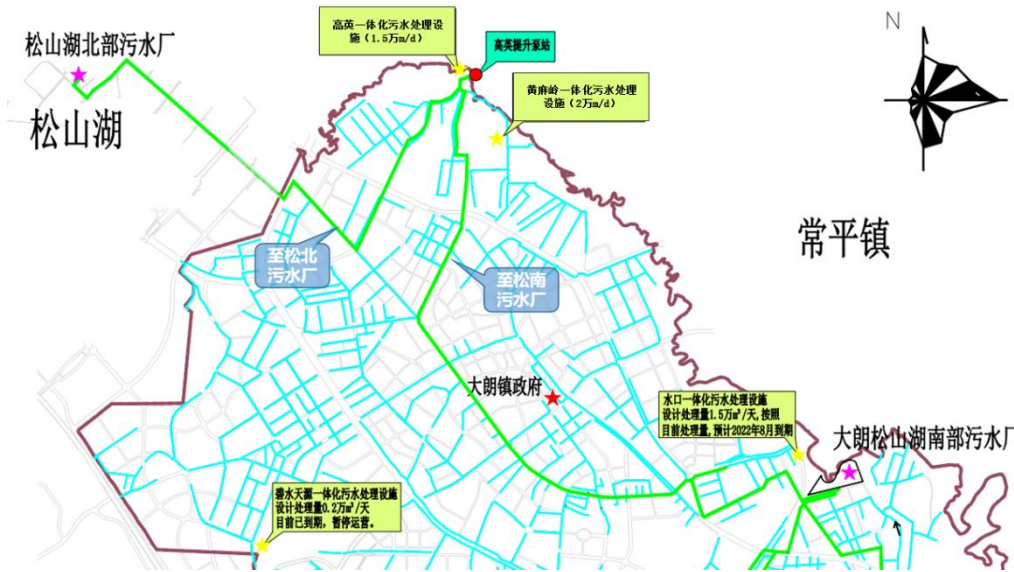 高英一体化污水处理设
施（1.5万m/d）
N
松山湖北部污水厂
高英提升泵站
黄麻岭一体化污水处理
设施（2万m/d）
松山湖
常平镇
至松北
污水厂
至松南
污水厂
大朗镇政府
水口一体化污水处理设施
设计处理量1.5万m³/天,按照
目前处理量,预计2022年8月到期
大朗松山湖南部污水厂
碧水天源一体化污水处理设施
设计处理量0.2万m³/天
目前已到期，暂停运营。